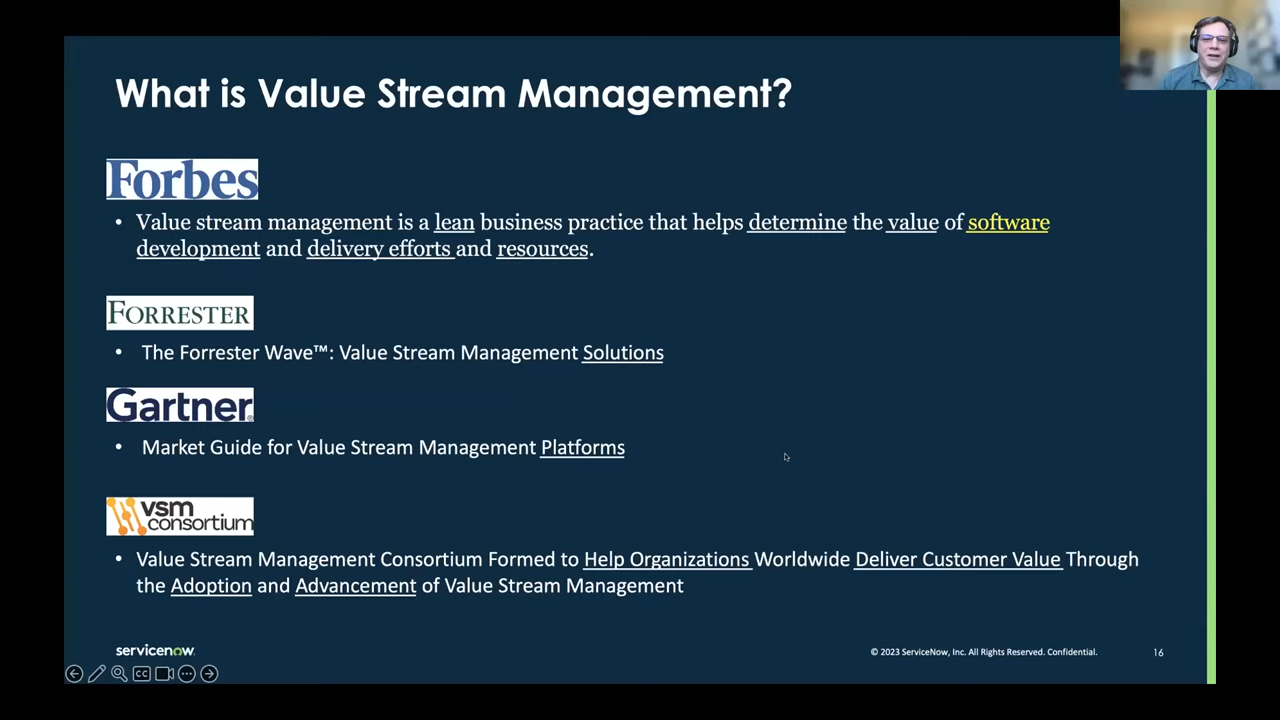 What is Value Stream Management?
Forbes
• Value stream management is a lean business practice that helps determine the value of software
development and delivery efforts and resources.
FORRESTER
• The Forrester Wave™: Value Stream Management Solutions
Gartner®
• Market Guide for Value Stream Management Platforms
vsm
consortium
• Value Stream Management Consortium Formed to Help Organizations Worldwide Deliver Customer Value Through
the Adoption and Advancement of Value Stream Management
servicenow
© 2023 ServiceNow, Inc. All Rights Reserved. Confidential.
16
CC